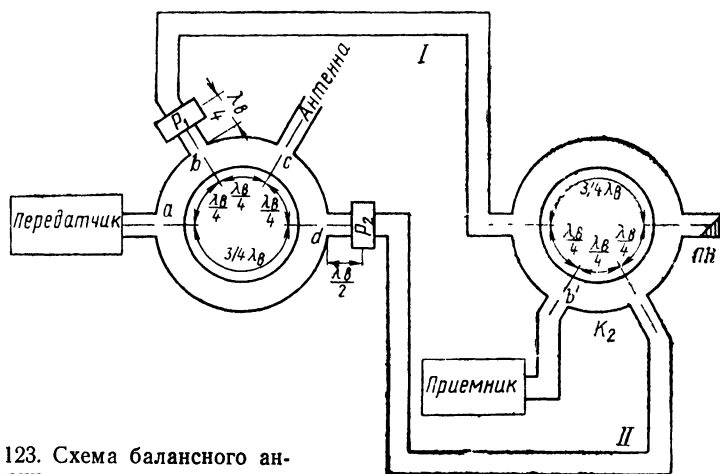 I
Антенна
P₁
λв/4
b
c
Передатчик
a
λв/4
λв/4
λв/4
d
P₂
3/4 λв
λв/2
3/4 λв
λв/4
λв/4
λв/4
ПН
b'
K₂
Приемник
II
123. Схема балансного ан-